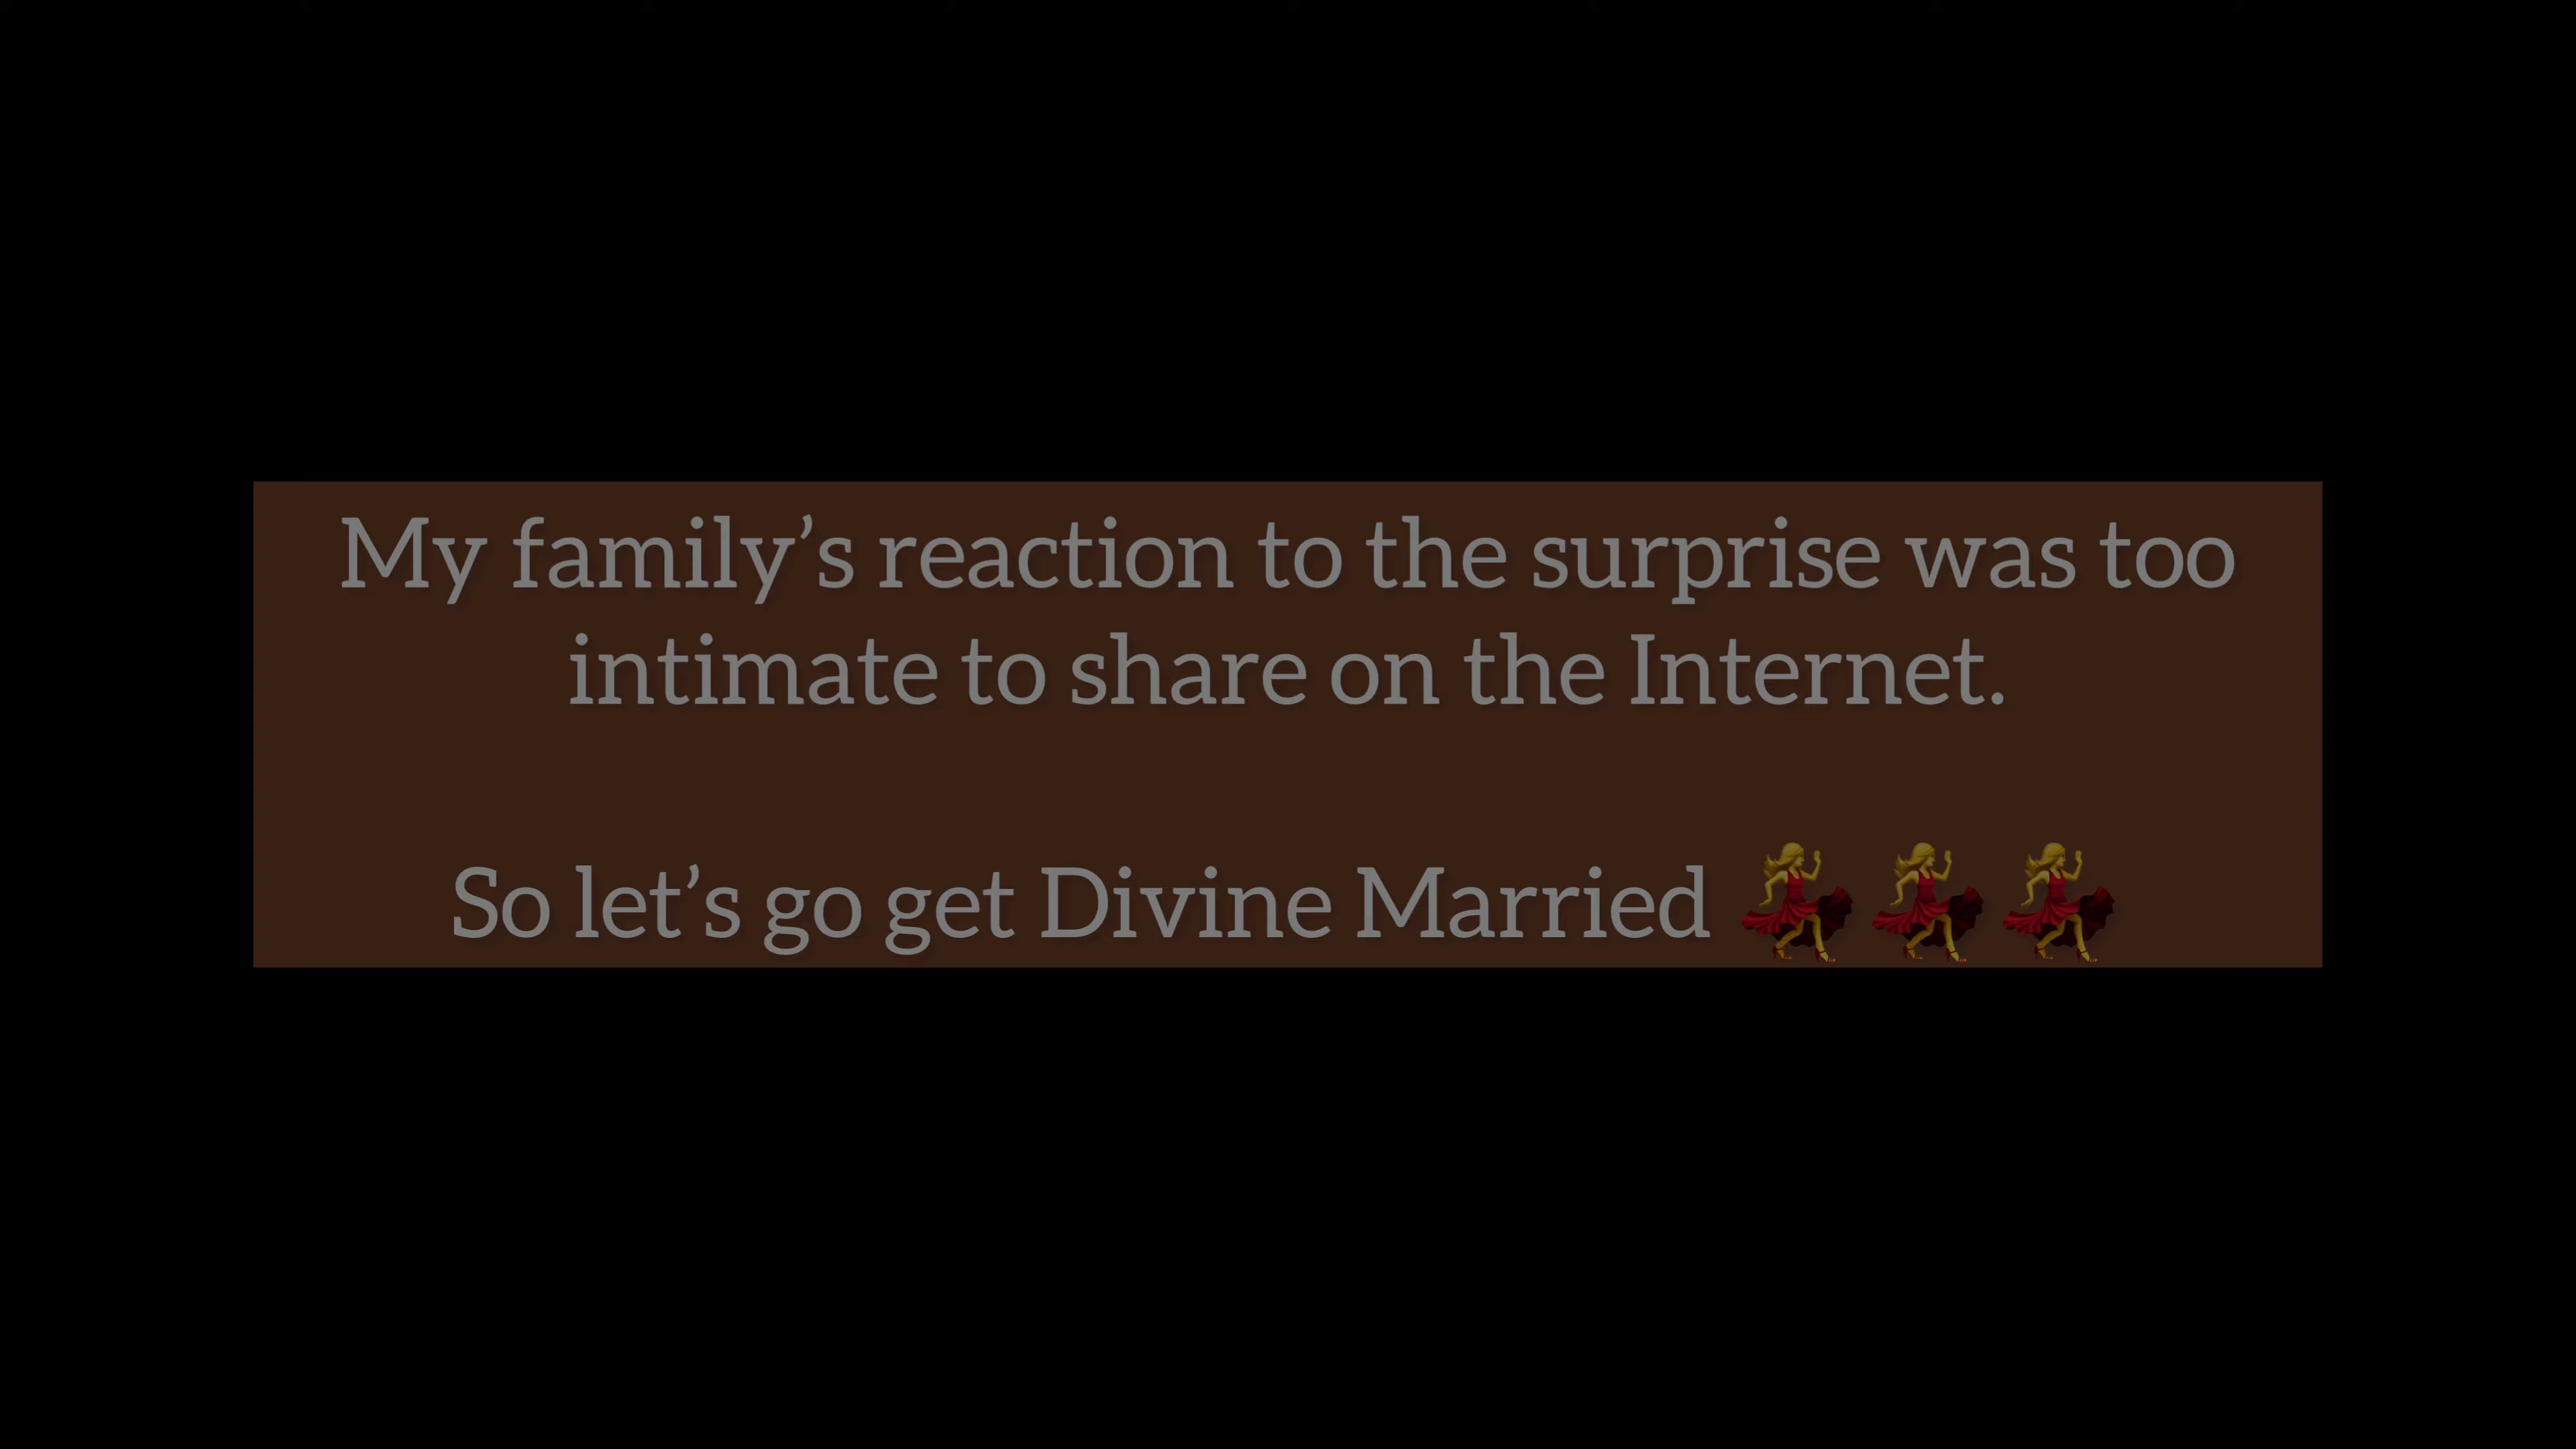 My family’s reaction to the surprise was too
intimate to share on the Internet.
So let’s go get Divine Married 💃💃💃